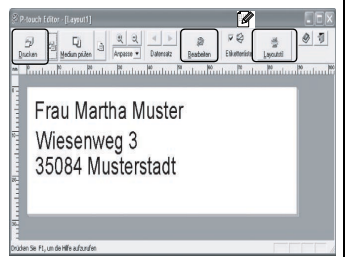 P-touch Editor - [Layout1]
Drucken Medium prüfen Anpasse Datensatz Bearbeiten Etikettenliste Layoutstil
Frau Martha Muster
Wiesenweg 3
35084 Musterstadt
Drücken Sie F1, um die Hilfe aufzurufen